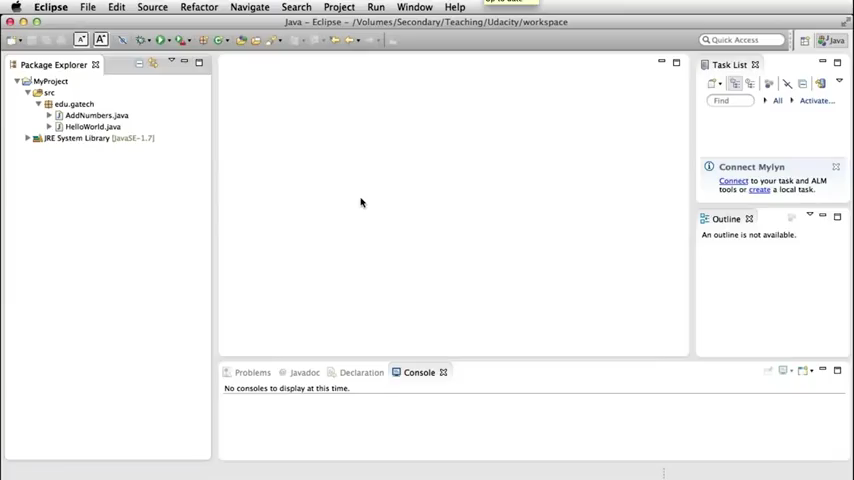 Eclipse File Edit Source Refactor Navigate Search Project Run Window Help
Java – Eclipse – /Volumes/Secondary/Teaching/Udacity/workspace
Quick Access
Java
Package Explorer
MyProject
src
edu.gatech
AddNumbers.java
HelloWorld.java
JRE System Library [JavaSE-1.7]
Task List
Find
All
Activate...
Connect Mylyn
Connect to your task and ALM
tools or create a local task.
Outline
An outline is not available.
Problems Javadoc Declaration Console
No consoles to display at this time.